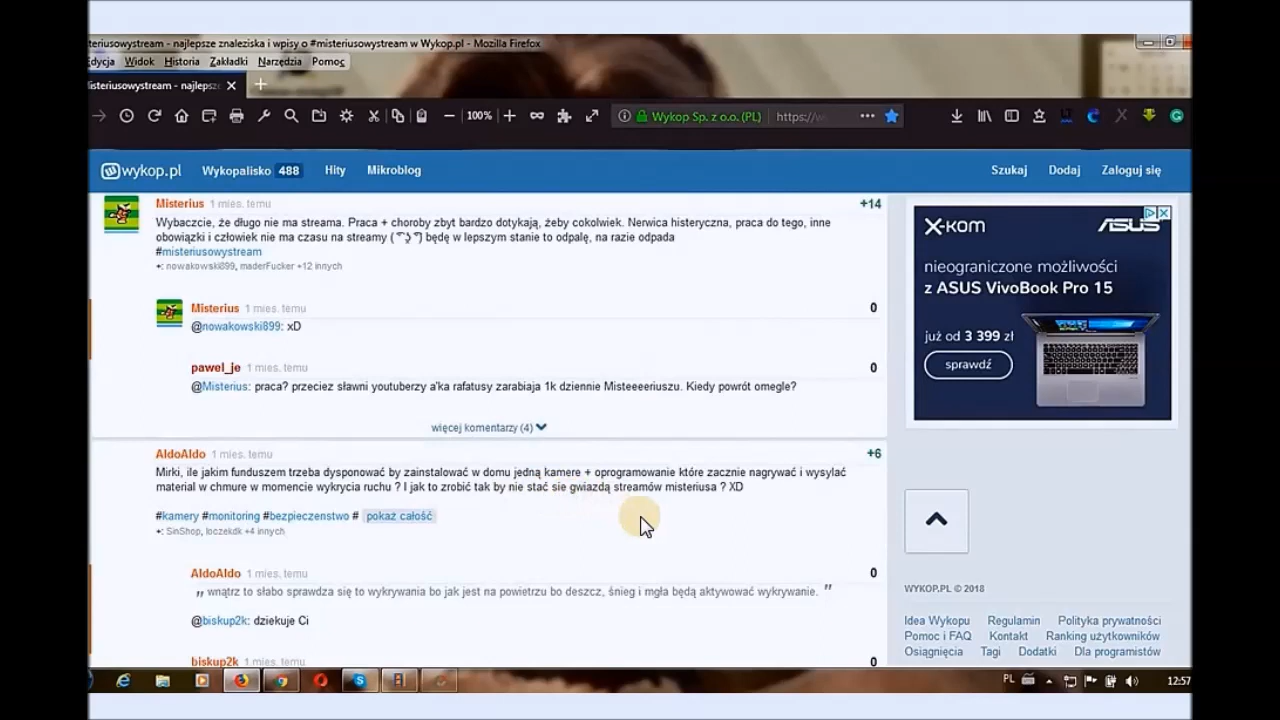 teriusowystream - najlepsze znaleziska i wpisy o #misteriusowystream w Wykop.pl - Mozilla Firefox
Edycja Widok Historia Zakładki Narzędzia Pomoc
isteriusowystream - najlepsz
100% Wykop Sp. z o.o. (PL) https://w
wykop.pl Wykopalisko 488 Hity Mikroblog Szukaj Dodaj Zaloguj się
Misterius 1 mies. temu +14
Wybaczcie, że długo nie ma streama. Praca + choroby zbyt bardzo dotykają, żeby cokolwiek. Nerwica histeryczna, praca do tego, inne
obowiązki i człowiek nie ma czasu na streamy ( ͡° ʖ̯ ͡°) będę w lepszym stanie to odpalę, na razie odpada
#misteriusowystream
+: nowakowski899, maderFucker +12 innych
Misterius 1 mies. temu 0
@nowakowski899: xD
pawel_je 1 mies. temu 0
@Misterius: praca? przeciez sławni youtuberzy a'ka rafatusy zarabiaja 1k dziennie Misteeeeriuszu. Kiedy powrót omegle?
więcej komentarzy (4)
AldoAldo 1 mies. temu +6
Mirki, ile jakim funduszem trzeba dysponować by zainstalować w domu jedną kamere + oprogramowanie które zacznie nagrywać i wysylać
material w chmure w momencie wykrycia ruchu ? I jak to zrobić tak by nie stać sie gwiazdą streamów misteriusa ? XD
#kamery #monitoring #bezpieczenstwo # pokaż całość
+: SinShop, loczekdk +4 innych
AldoAldo 1 mies. temu 0
„ wnątrz to słabo sprawdza się to wykrywania bo jak jest na powietrzu bo deszcz, śnieg i mgła będą aktywować wykrywanie. ”
@biskup2k: dziekuje Ci
biskup2k 1 mies. temu 0
x-kom ASUS
nieograniczone możliwości
z ASUS VivoBook Pro 15
już od 3 399 zł
sprawdź
WYKOP.PL © 2018
Idea Wykopu Regulamin Polityka prywatności
Pomoc i FAQ Kontakt Ranking użytkowników
Osiągnięcia Tagi Dodatki Dla programistów
PL 12:57